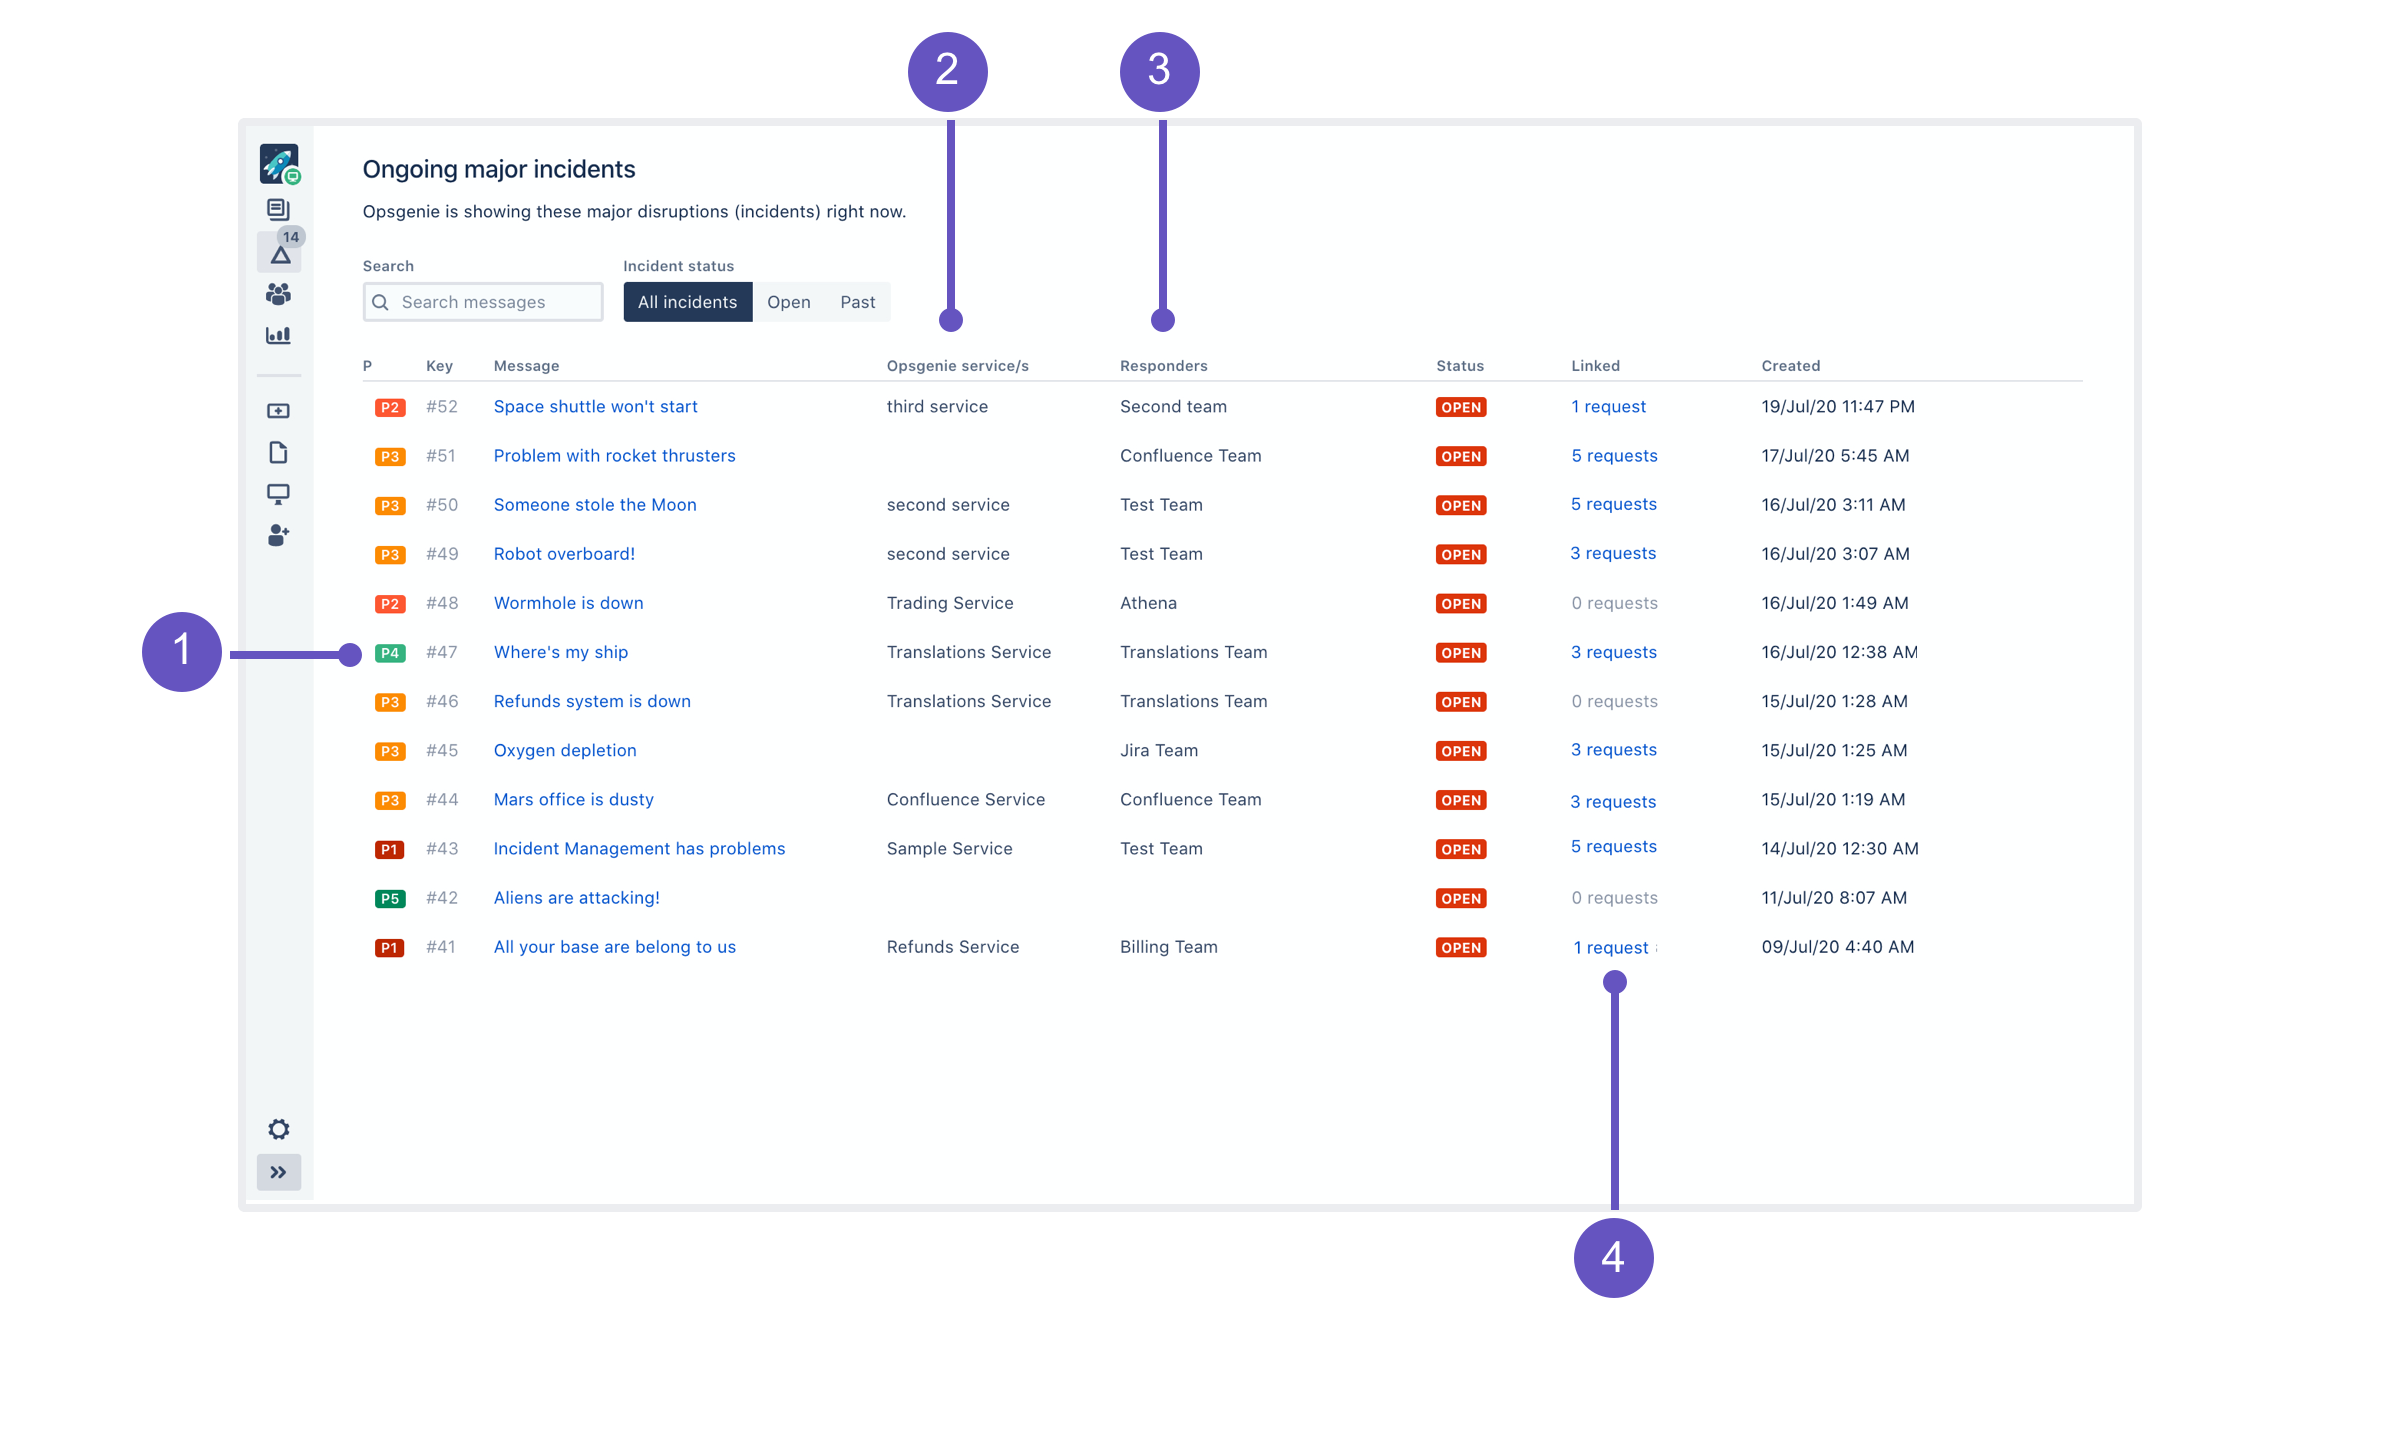 2 3
Ongoing major incidents
Opsgenie is showing these major disruptions (incidents) right now.
14
Search Incident status
Search messages All incidents Open Past
P Key Message Opsgenie service/s Responders Status Linked Created
P2 #52 Space shuttle won't start third service Second team OPEN 1 request 19/Jul/20 11:47 PM
P3 #51 Problem with rocket thrusters Confluence Team OPEN 5 requests 17/Jul/20 5:45 AM
P3 #50 Someone stole the Moon second service Test Team OPEN 5 requests 16/Jul/20 3:11 AM
P3 #49 Robot overboard! second service Test Team OPEN 3 requests 16/Jul/20 3:07 AM
P2 #48 Wormhole is down Trading Service Athena OPEN 0 requests 16/Jul/20 1:49 AM
1 P4 #47 Where's my ship Translations Service Translations Team OPEN 3 requests 16/Jul/20 12:38 AM
P3 #46 Refunds system is down Translations Service Translations Team OPEN 0 requests 15/Jul/20 1:28 AM
P3 #45 Oxygen depletion Jira Team OPEN 3 requests 15/Jul/20 1:25 AM
P3 #44 Mars office is dusty Confluence Service Confluence Team OPEN 3 requests 15/Jul/20 1:19 AM
P1 #43 Incident Management has problems Sample Service Test Team OPEN 5 requests 14/Jul/20 12:30 AM
P5 #42 Aliens are attacking! OPEN 0 requests 11/Jul/20 8:07 AM
P1 #41 All your base are belong to us Refunds Service Billing Team OPEN 1 request 09/Jul/20 4:40 AM
4